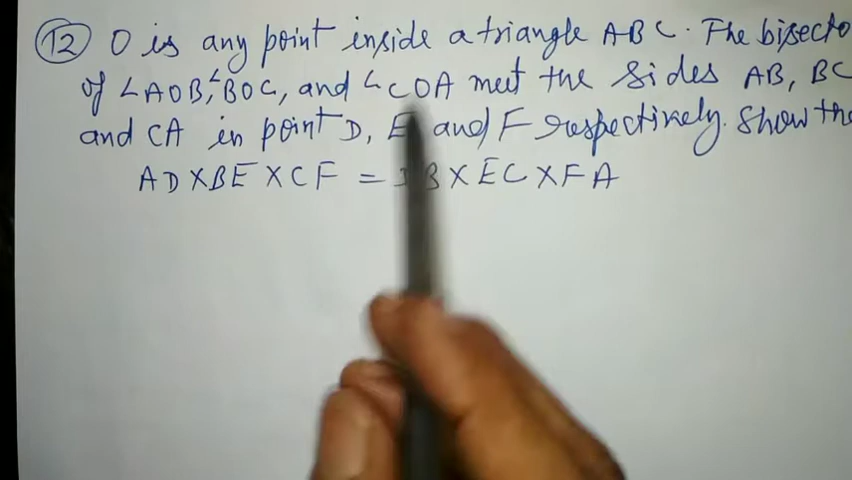 12 O is any point inside a triangle ABC. The bisecto
of ∠AOB, ∠BOC, and ∠COA meet the sides AB, BC
and CA in point D, E and F respectively. Show the
AD X BE X CF = B X EC X FA